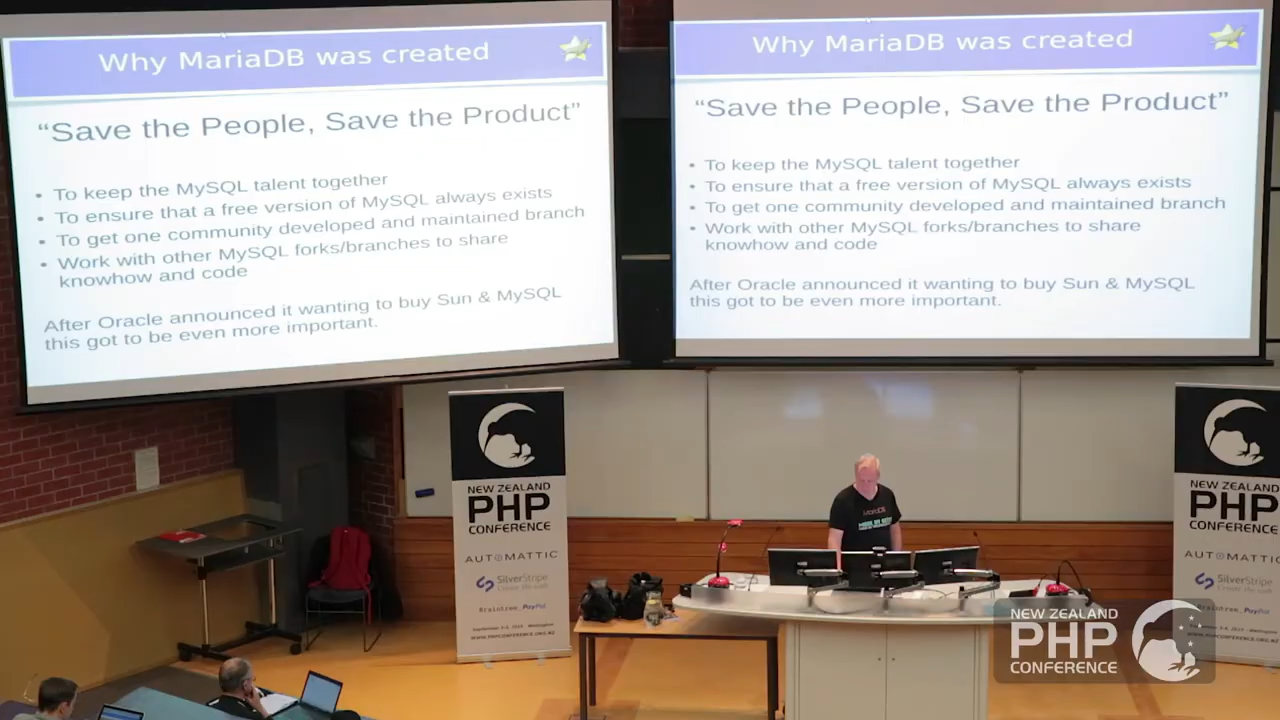 Why MariaDB was created
“Save the People, Save the Product”
• To keep the MySQL talent together
• To ensure that a free version of MySQL always exists
• To get one community developed and maintained branch
• Work with other MySQL forks/branches to share
knowhow and code
After Oracle announced it wanting to buy Sun & MySQL
this got to be even more important.
Why MariaDB was created
“Save the People, Save the Product”
• To keep the MySQL talent together
• To ensure that a free version of MySQL always exists
• To get one community developed and maintained branch
• Work with other MySQL forks/branches to share
knowhow and code
After Oracle announced it wanting to buy Sun & MySQL
this got to be even more important.
NEW ZEALAND
PHP
CONFERENCE
AUTOMATTIC
SilverStripe
Braintree PayPal
WWW.PHPCONFERENCE.ORG.NZ
MariaDB
NEW ZEALAND
PHP
CONFERENCE
AUTOMATTIC
SilverStripe
NEW ZEALAND
PHP
CONFERENCE